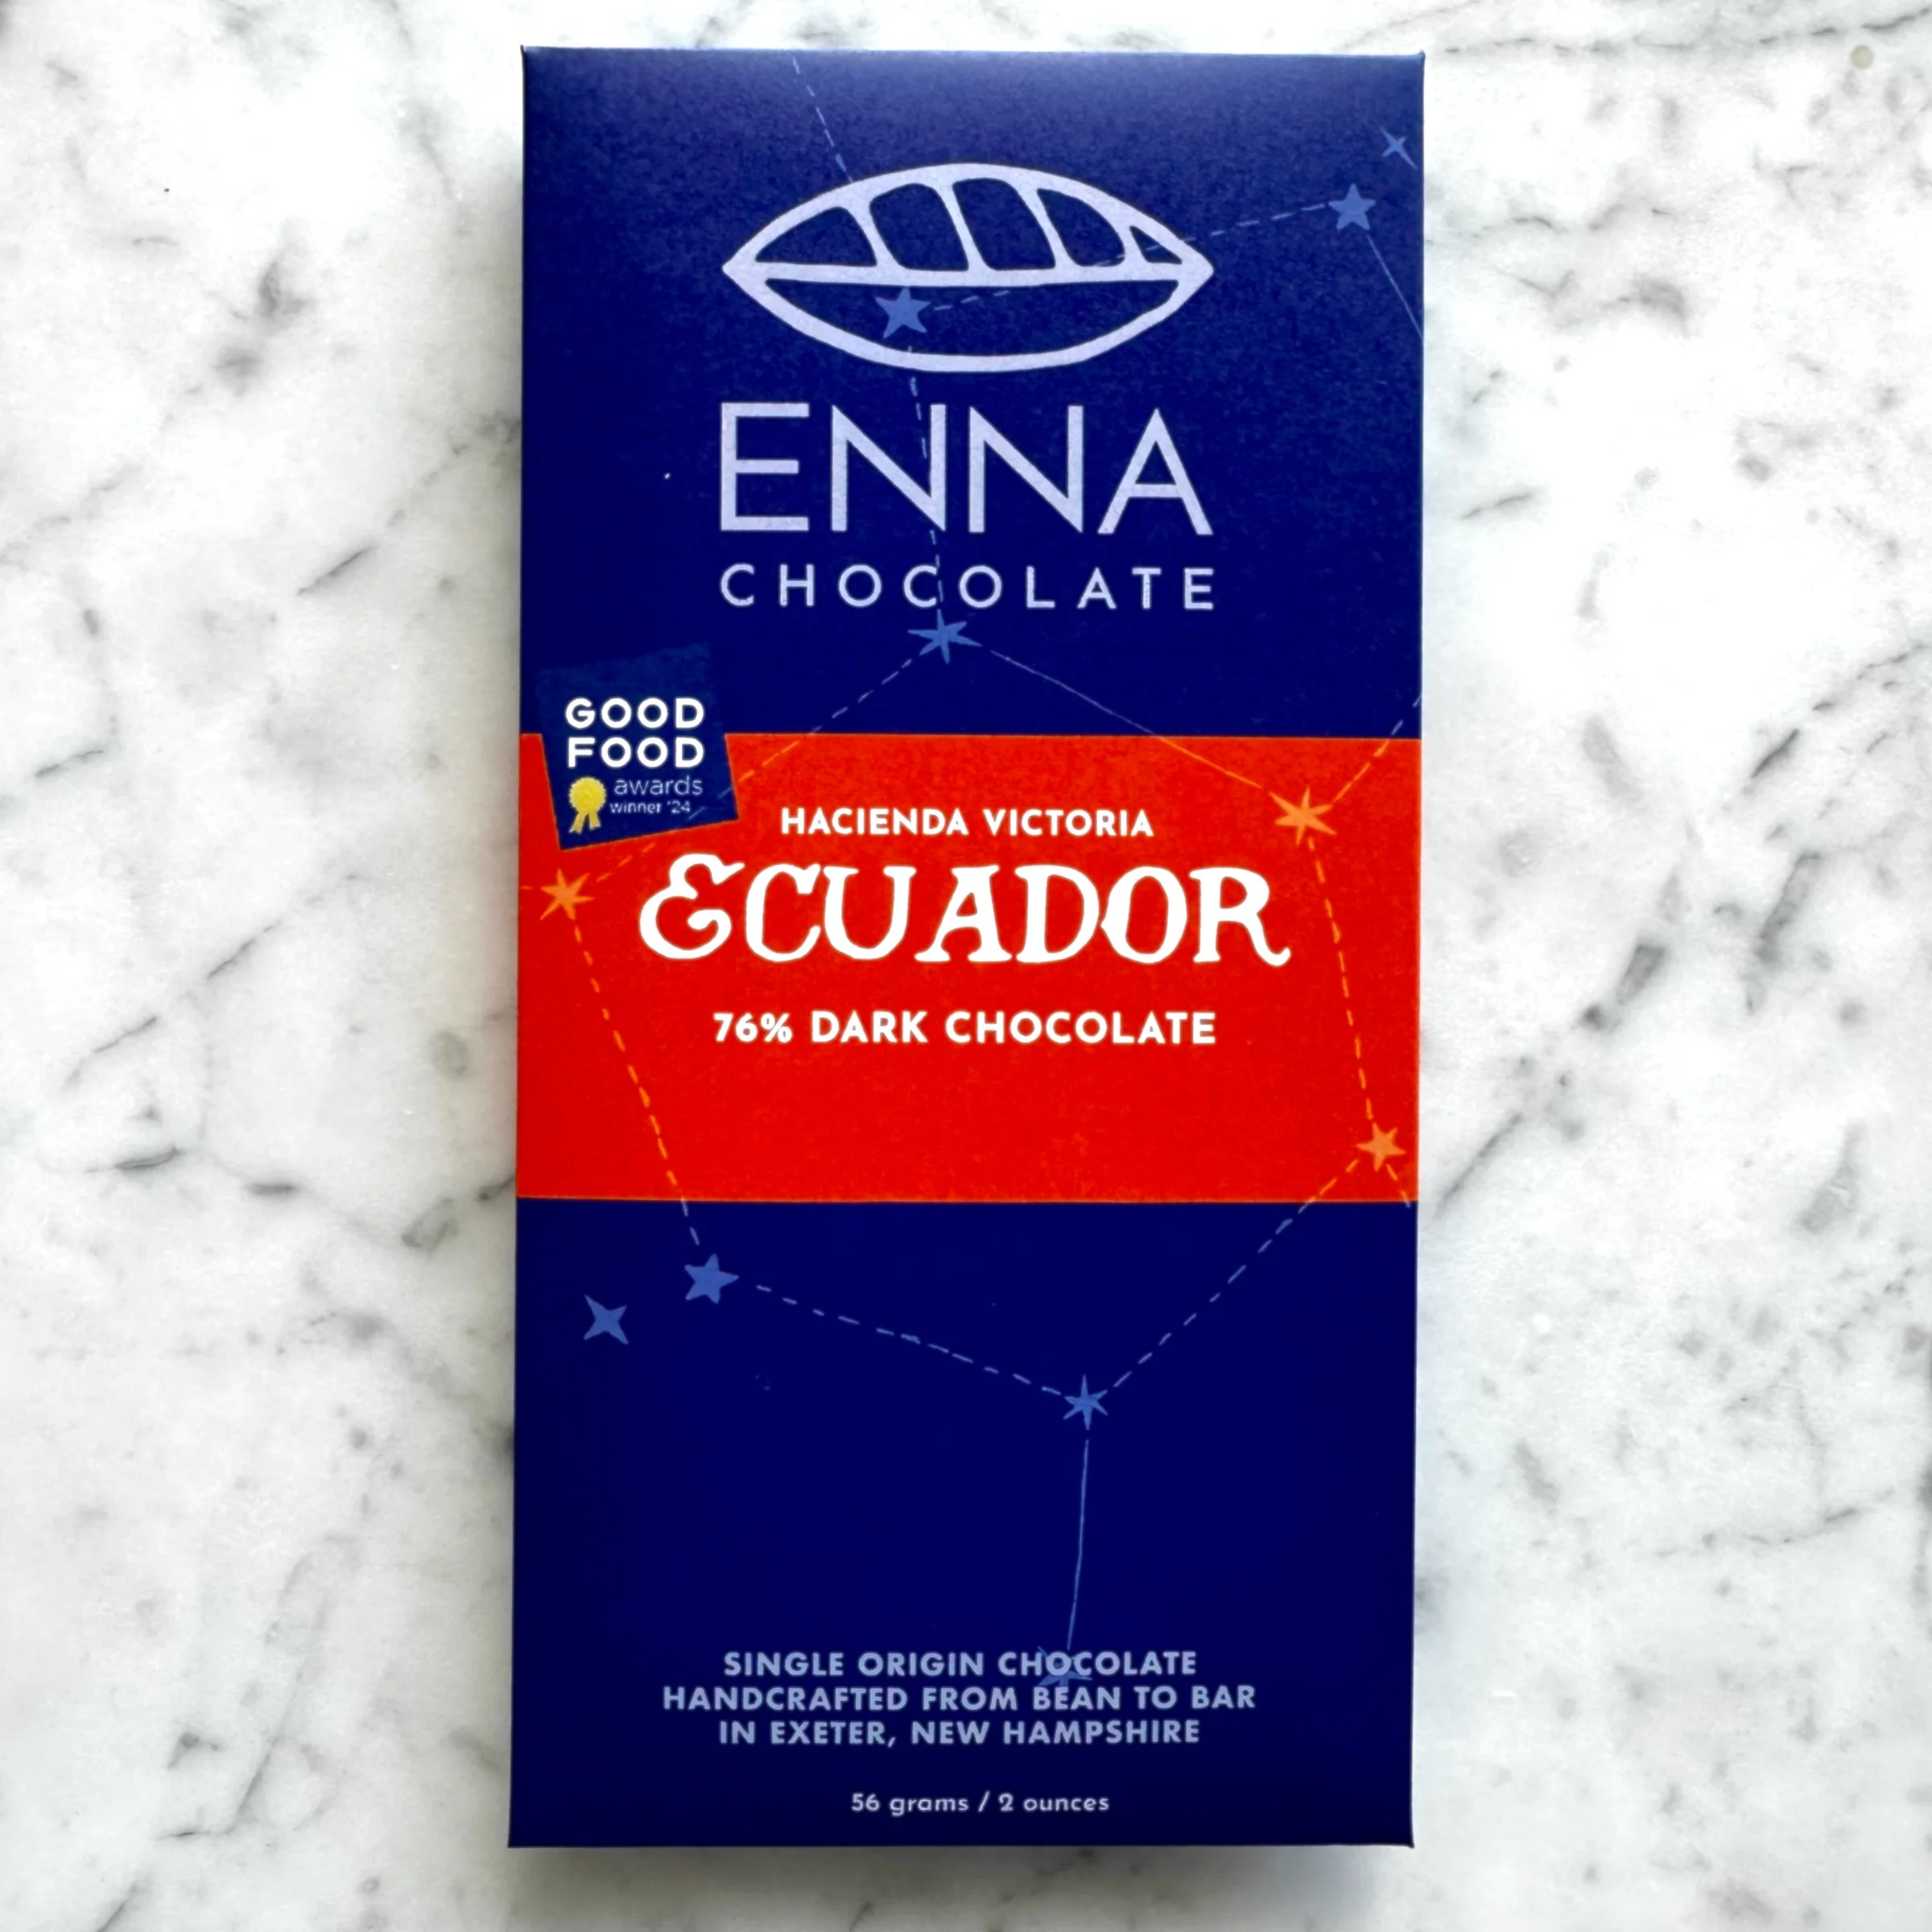 ENNA
CHOCOLATE
GOOD
FOOD
awards
winner '24
HACIENDA VICTORIA
ECUADOR
76% DARK CHOCOLATE
SINGLE ORIGIN CHOCOLATE
HANDCRAFTED FROM BEAN TO BAR
IN EXETER, NEW HAMPSHIRE
56 grams / 2 ounces